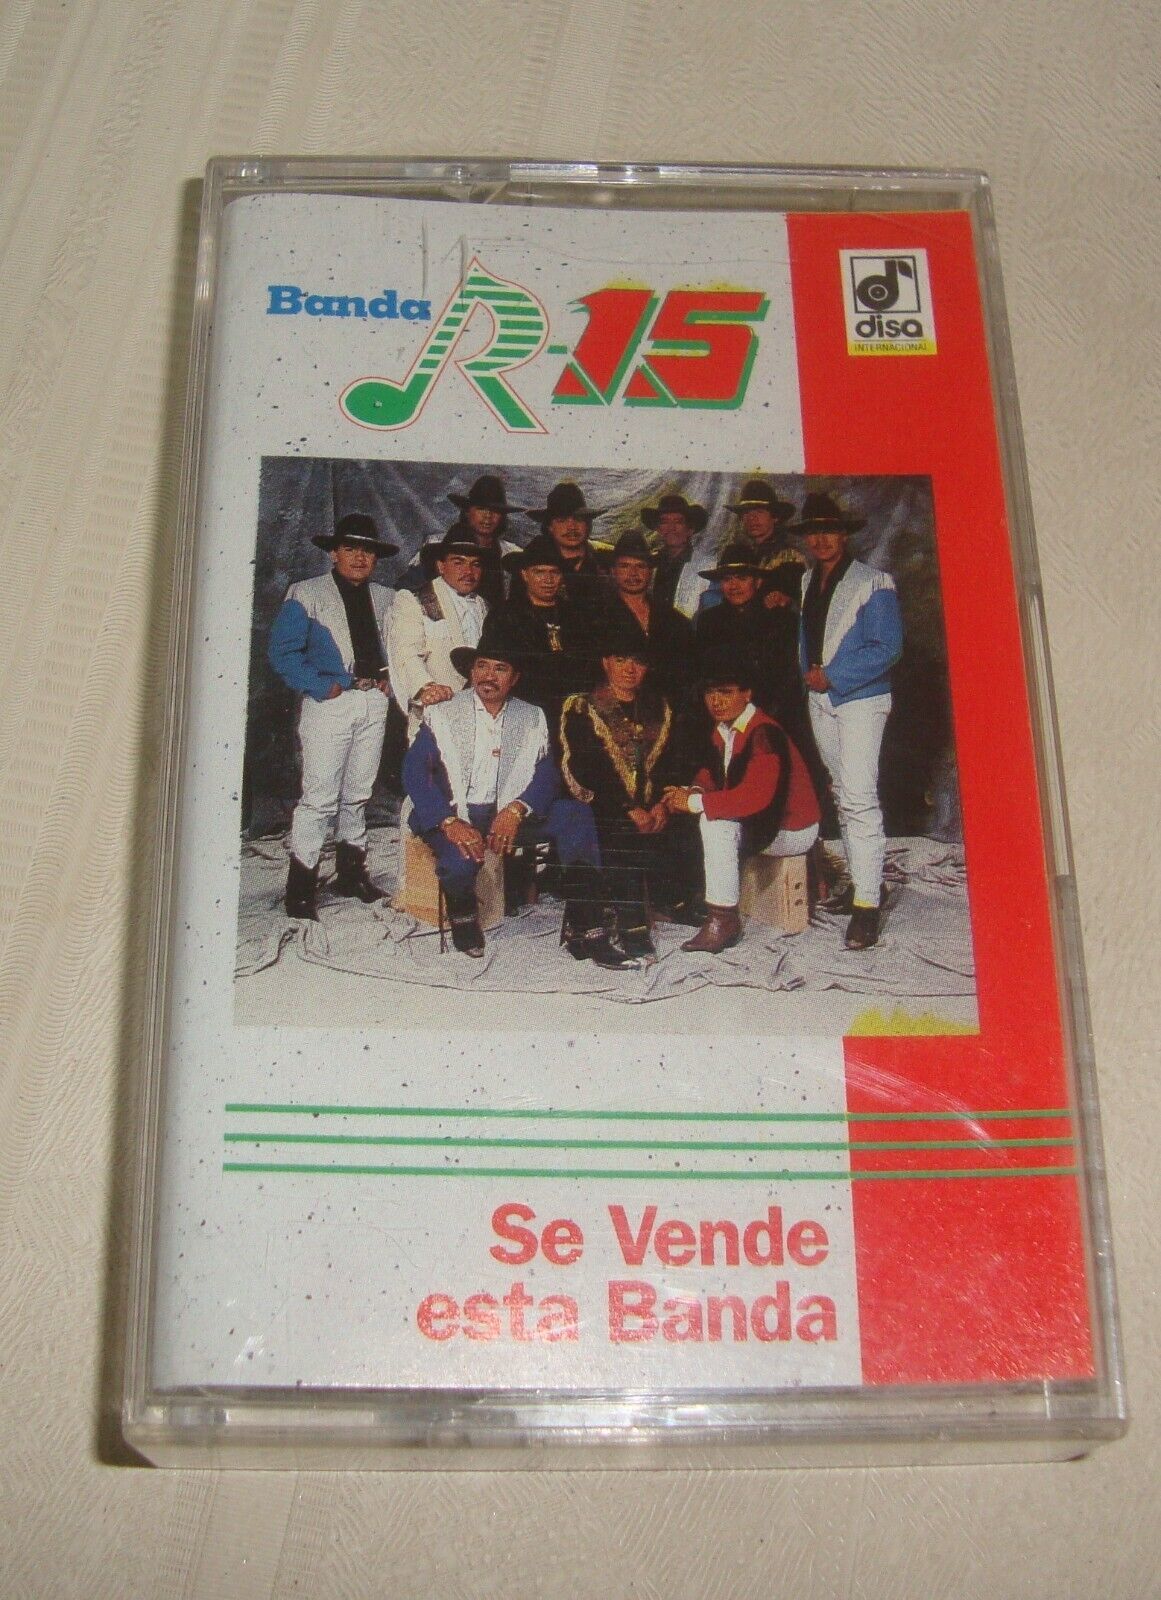 Banda R-15
disa
INTERNACIONAL
Se Vende
esta Banda